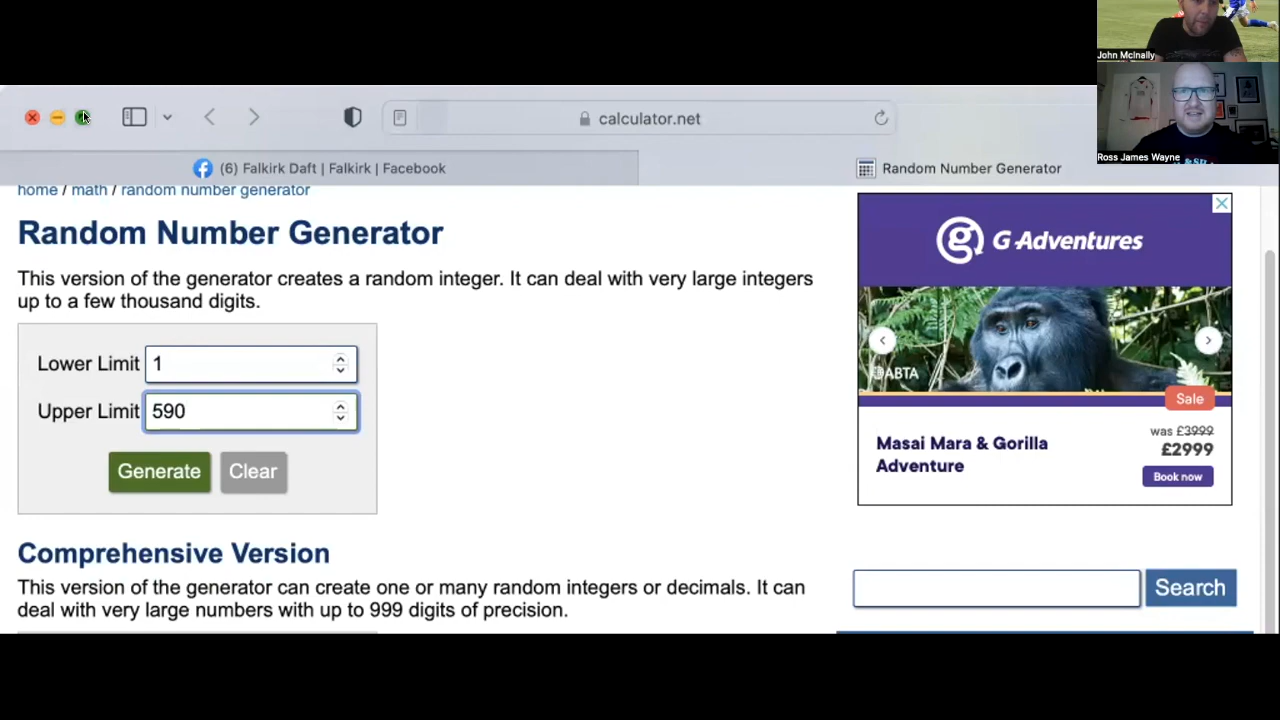 John McInally
Ross James Wayne
calculator.net
(6) Falkirk Daft | Falkirk | Facebook
Random Number Generator
home / math / random number generator
Random Number Generator
This version of the generator creates a random integer. It can deal with very large integers
up to a few thousand digits.
Lower Limit 1
Upper Limit 590
Generate Clear
Comprehensive Version
This version of the generator can create one or many random integers or decimals. It can
deal with very large numbers with up to 999 digits of precision.
G Adventures
ABTA
Sale
Masai Mara & Gorilla
Adventure
was £3999
£2999
Book now
Search